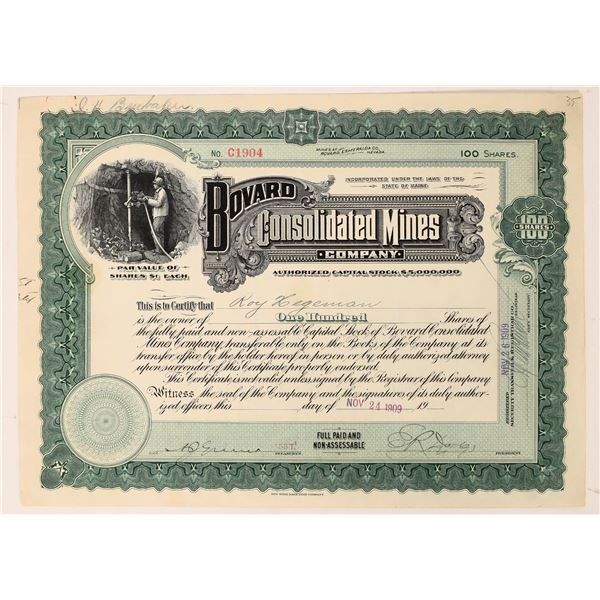 35
No. C1904
MINES AT BOVARD, ESMERALDA CO., NEVADA.
100 SHARES.
INCORPORATED UNDER THE LAWS OF THE
STATE OF MAINE
BOVARD
Consolidated Mines
COMPANY
100
SHARES
PAR VALUE OF
SHARES $1 EACH.
AUTHORIZED CAPITAL STOCK $5,000,000.
This is to Certify that Roy Hegeman
is the owner of One Hundred Shares of
the fully paid and non-assessable Capital Stock of Bovard Consolidated
Mines Company, transferable only on the Books of the Company at its
transfer office by the holder hereof in person or by duly authorized attorney
upon surrender of this Certificate properly endorsed.
This Certificate is not valid unless signed by the Registrar of this Company
Witness the seal of the Company and the signatures of its duly author-
ized officers this day of NOV 24 1909 19
NOV 26 1909
FULL PAID AND
NON-ASSESSABLE
PRESIDENT.